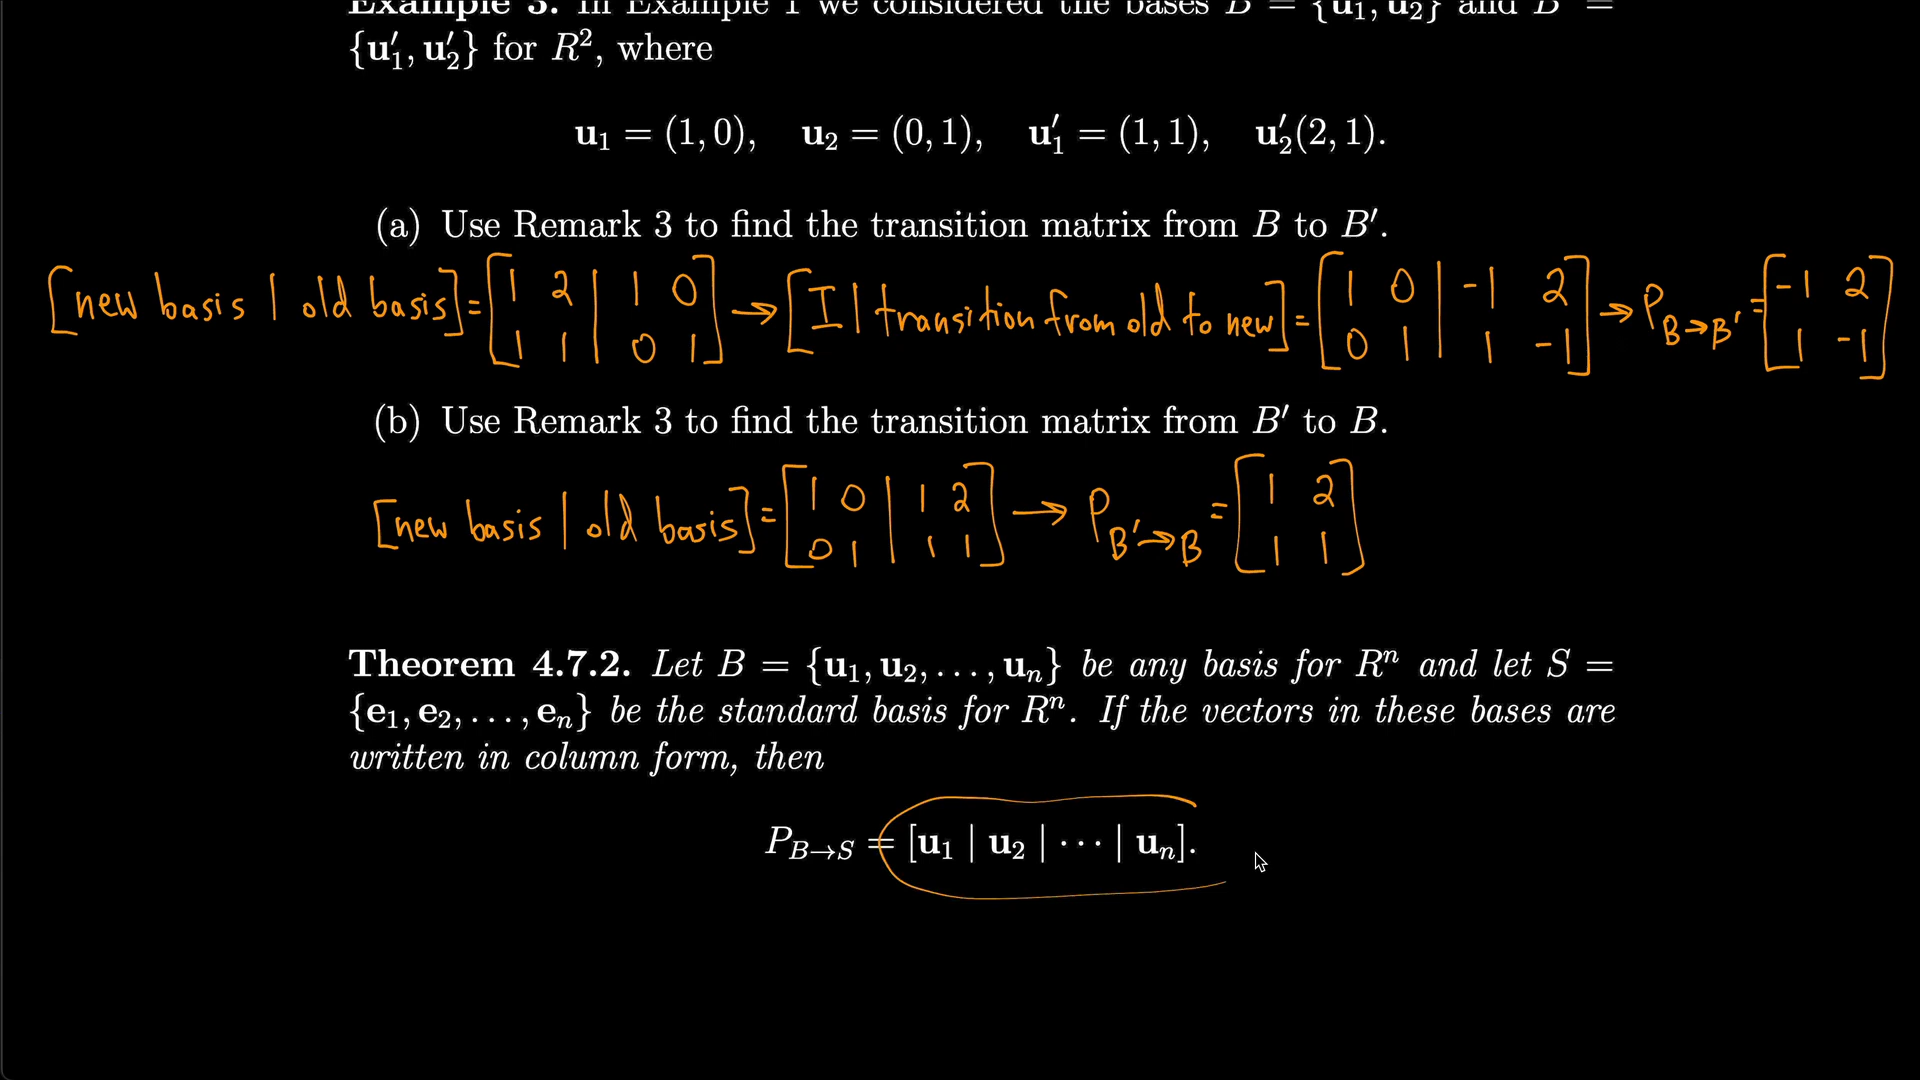 Example 3. In Example 1 we considered the bases B = {u₁, u₂} and B′ =
{u′₁, u′₂} for R², where
u₁ = (1, 0), u₂ = (0, 1), u′₁ = (1, 1), u′₂(2, 1).
(a) Use Remark 3 to find the transition matrix from B to B′.
[new basis | old basis] = [1 2 | 1 0; 1 1 | 0 1] → [I | transition from old to new] = [1 0 | -1 2; 0 1 | 1 -1] → P_{B→B′} = [-1 2; 1 -1]
(b) Use Remark 3 to find the transition matrix from B′ to B.
[new basis | old basis] = [1 0 | 1 2; 0 1 | 1 1] → P_{B′→B} = [1 2; 1 1]
Theorem 4.7.2. Let B = {u₁, u₂, . . . , uₙ} be any basis for Rⁿ and let S =
{e₁, e₂, . . . , eₙ} be the standard basis for Rⁿ. If the vectors in these bases are
written in column form, then
P_{B→S} = [u₁ | u₂ | · · · | uₙ].